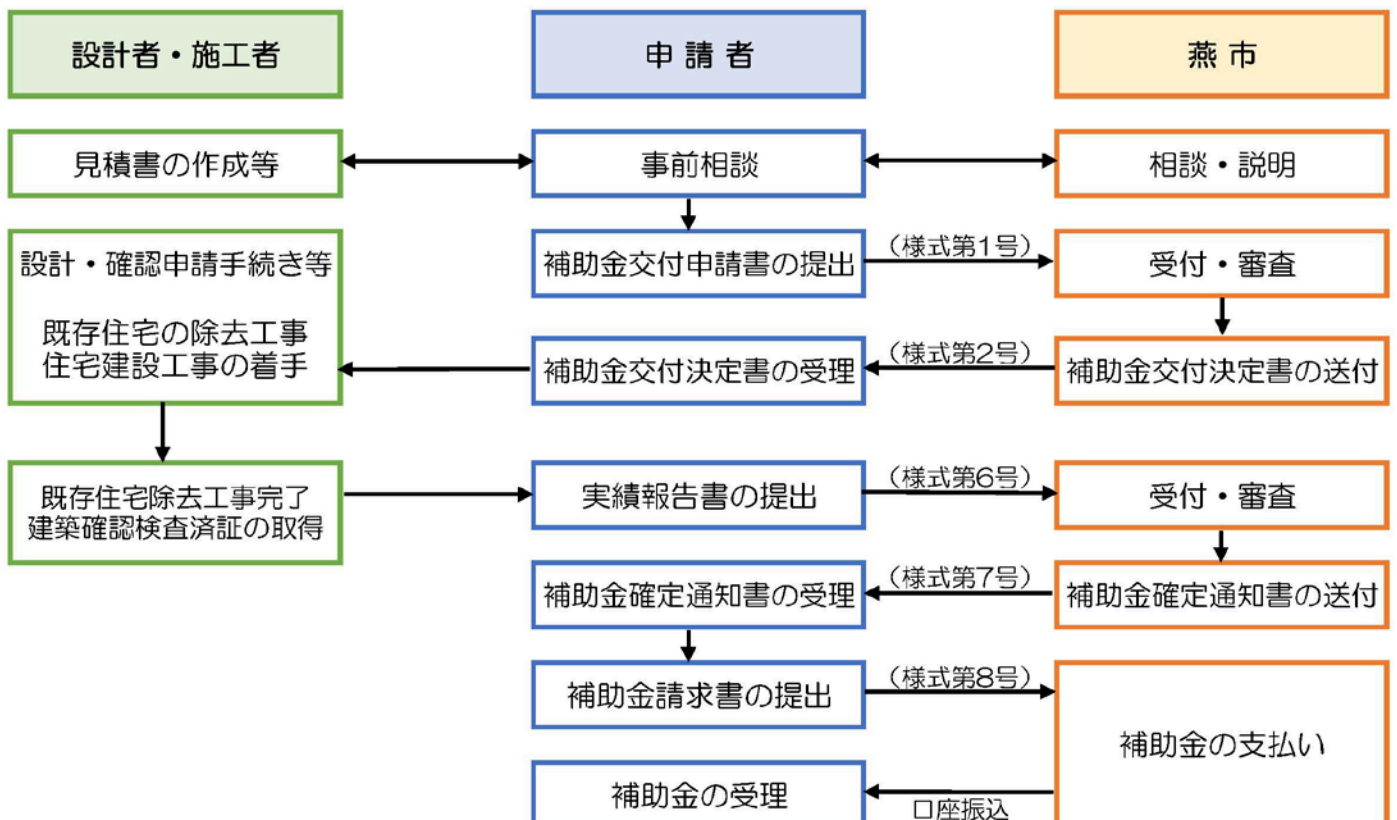 設計者・施工者
申請者
燕市
見積書の作成等
事前相談
相談・説明
設計・確認申請手続き等
既存住宅の除去工事
住宅建設工事の着手
補助金交付申請書の提出
（様式第1号）
受付・審査
補助金交付決定書の受理
（様式第2号）
補助金交付決定書の送付
既存住宅除去工事完了
建築確認検査済証の取得
実績報告書の提出
（様式第6号）
受付・審査
補助金確定通知書の受理
（様式第7号）
補助金確定通知書の送付
補助金請求書の提出
（様式第8号）
補助金の支払い
補助金の受理
口座振込